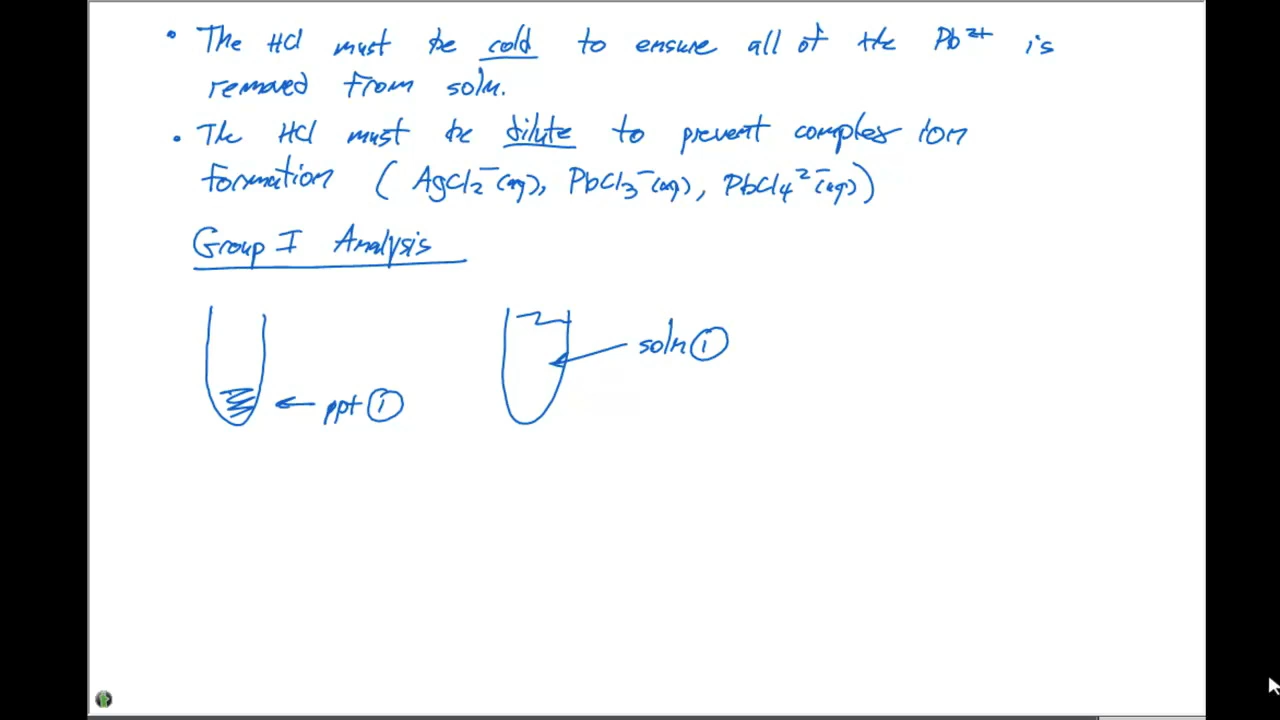 • The HCl must be cold to ensure all of the Pb²⁺ is
removed from soln.
• The HCl must be dilute to prevent complex ion
formation (AgCl₂⁻(aq), PbCl₃⁻(aq), PbCl₄²⁻(aq))
Group I Analysis
soln ①
ppt ①